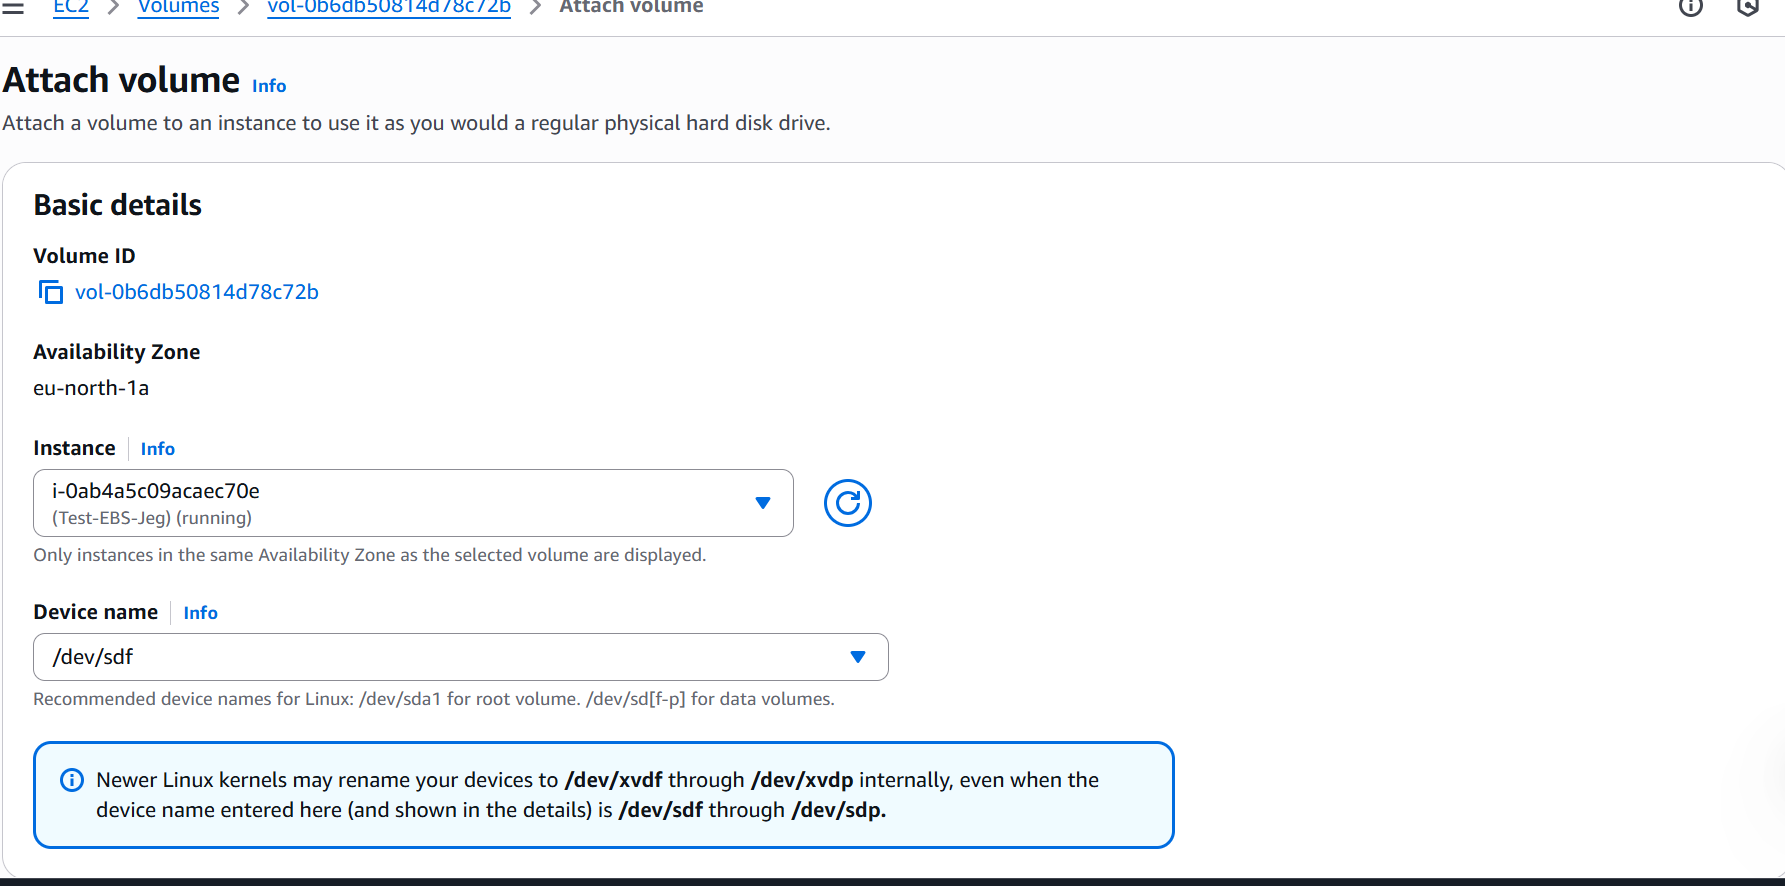 EC2 Volumes vol-0b6db50814d78c72b Attach volume
Attach volume Info
Attach a volume to an instance to use it as you would a regular physical hard disk drive.
Basic details
Volume ID
vol-0b6db50814d78c72b
Availability Zone
eu-north-1a
Instance Info
i-0ab4a5c09acaec70e
(Test-EBS-Jeg) (running)
Only instances in the same Availability Zone as the selected volume are displayed.
Device name Info
/dev/sdf
Recommended device names for Linux: /dev/sda1 for root volume. /dev/sd[f-p] for data volumes.
Newer Linux kernels may rename your devices to /dev/xvdf through /dev/xvdp internally, even when the
device name entered here (and shown in the details) is /dev/sdf through /dev/sdp.